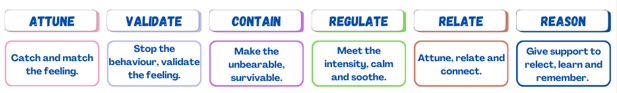 ATTUNE
VALIDATE
CONTAIN
REGULATE
RELATE
REASON
Catch and match
the feeling.
Stop the
behaviour, validate
the feeling.
Make the
unbearable,
survivable.
Meet the
intensity, calm
and soothe.
Attune, relate and
connect.
Give support to
relect, learn and
remember.